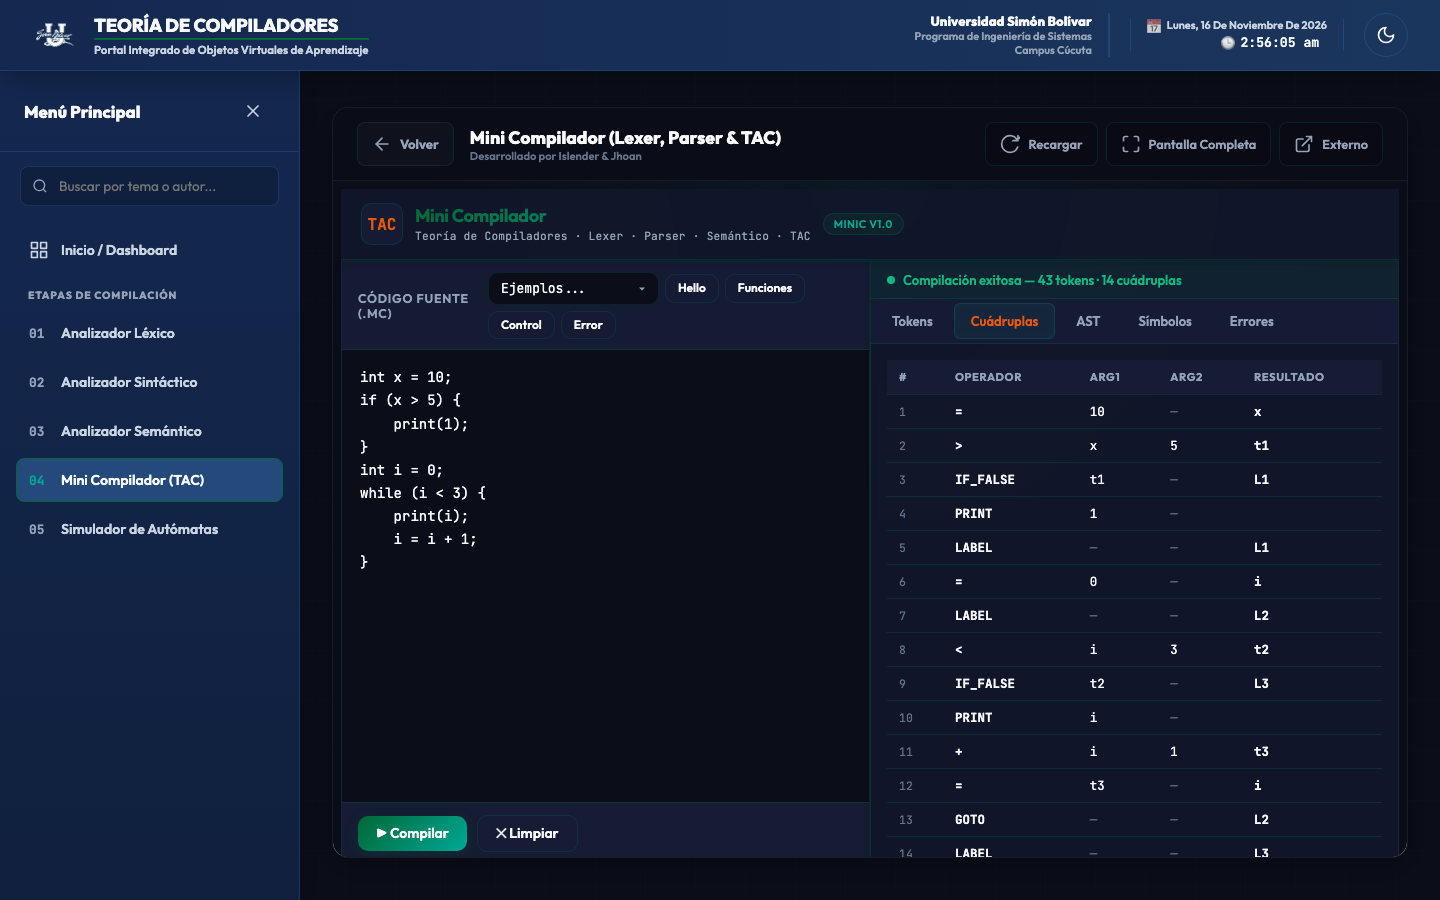 TEORÍA DE COMPILADORES
Portal Integrado de Objetos Virtuales de Aprendizaje
Universidad Simón Bolívar
Programa de Ingeniería de Sistemas
Campus Cúcuta
Lunes, 16 De Noviembre De 2026
2:56:05 am
Menú Principal
Buscar por tema o autor...
Inicio / Dashboard
ETAPAS DE COMPILACIÓN
01 Analizador Léxico
02 Analizador Sintáctico
03 Analizador Semántico
04 Mini Compilador (TAC)
05 Simulador de Autómatas
Volver
Mini Compilador (Lexer, Parser & TAC)
Desarrollado por Islender & Jhoan
Recargar
Pantalla Completa
Externo
TAC
Mini Compilador
Teoría de Compiladores · Lexer · Parser · Semántico · TAC
MINIC V1.0
CÓDIGO FUENTE
(.MC)
Ejemplos...
Hello
Funciones
Control
Error
int x = 10;
if (x > 5) {
    print(1);
}
int i = 0;
while (i < 3) {
    print(i);
    i = i + 1;
}
Compilar
Limpiar
Compilación exitosa — 43 tokens · 14 cuádruplas
Tokens Cuádruplas AST Símbolos Errores
# OPERADOR ARG1 ARG2 RESULTADO
1 = 10 — x
2 > x 5 t1
3 IF_FALSE t1 — L1
4 PRINT 1 —
5 LABEL — — L1
6 = 0 — i
7 LABEL — — L2
8 < i 3 t2
9 IF_FALSE t2 — L3
10 PRINT i —
11 + i 1 t3
12 = t3 — i
13 GOTO — — L2
14 LABEL — — L3